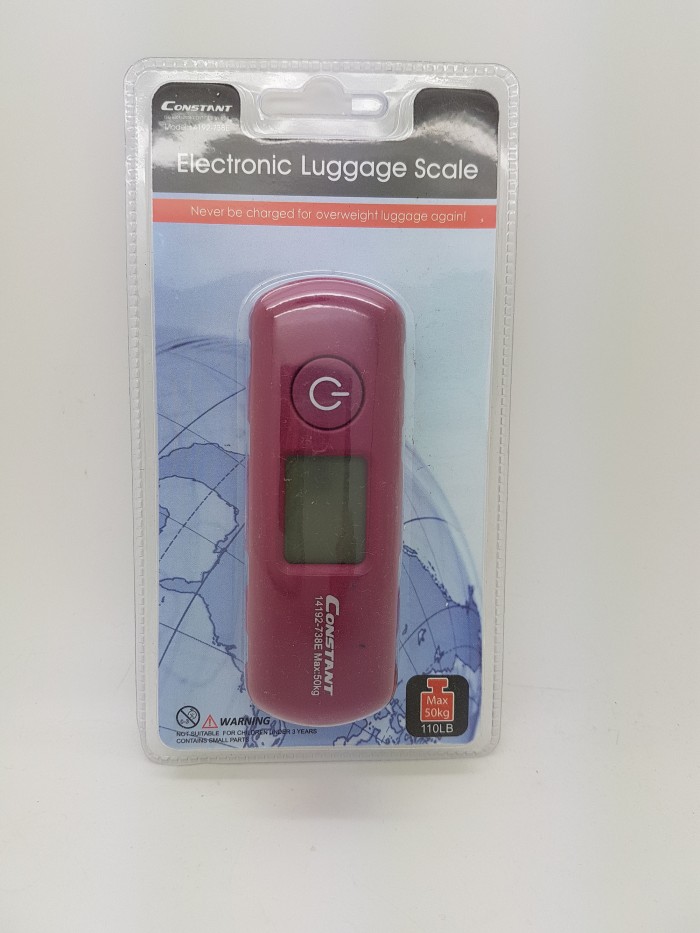 CONSTANT
Electronic Luggage Scale
Never be charged for overweight luggage again!
CONSTANT
14192-738E Max:50kg
WARNING
NOT SUITABLE FOR CHILDREN UNDER 3 YEARS
CONTAINS SMALL PARTS
Max
50kg
110LB